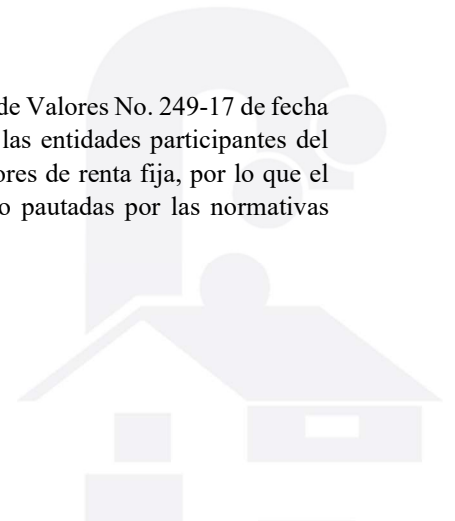 de Valores No. 249-17 de fecha
las entidades participantes del
ores de renta fija, por lo que el
o pautadas por las normativas